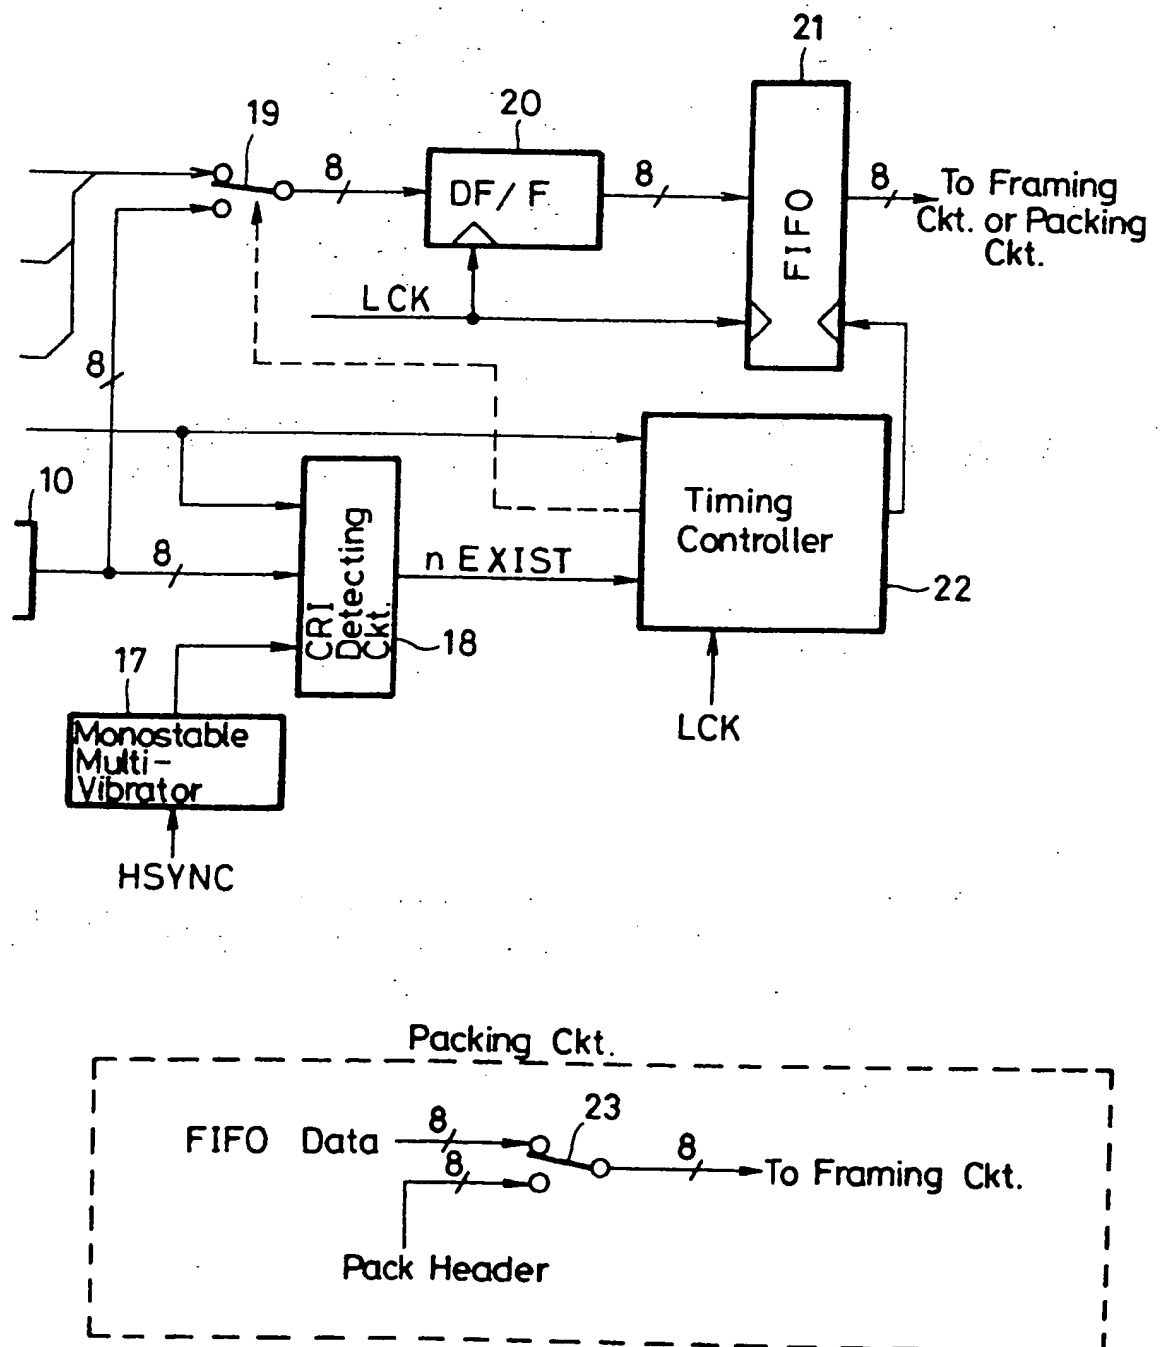 21
19
20
8
DF/F
8
FIFO
8
To Framing
Ckt. or Packing
Ckt.
LCK
8
10
8
CRI
Detecting
Ckt.
n EXIST
Timing
Controller
22
18
17
LCK
Monostable
Multi-
Vibrator
HSYNC
Packing Ckt.
FIFO Data
8
23
8
8
To Framing Ckt.
Pack Header